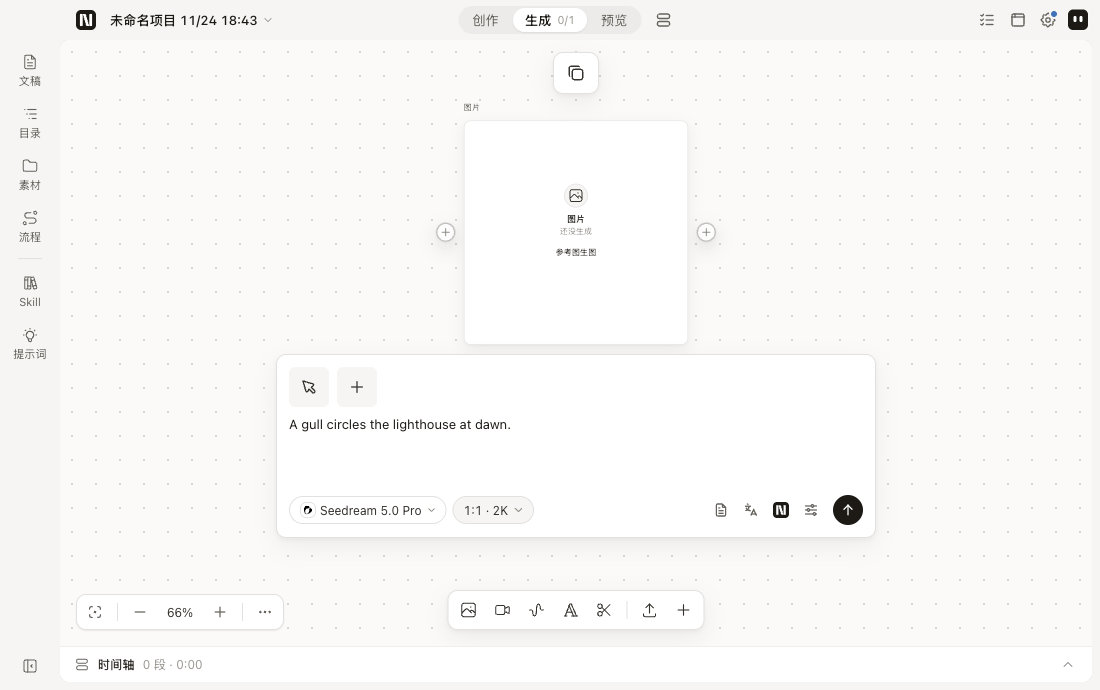 未命名项目 11/24 18:43
创作
生成 0/1
预览
文稿
目录
素材
流程
Skill
提示词
图片
图片
还没生成
参考图生图
A gull circles the lighthouse at dawn.
Seedream 5.0 Pro
1:1 · 2K
66%
时间轴 0 段 · 0:00